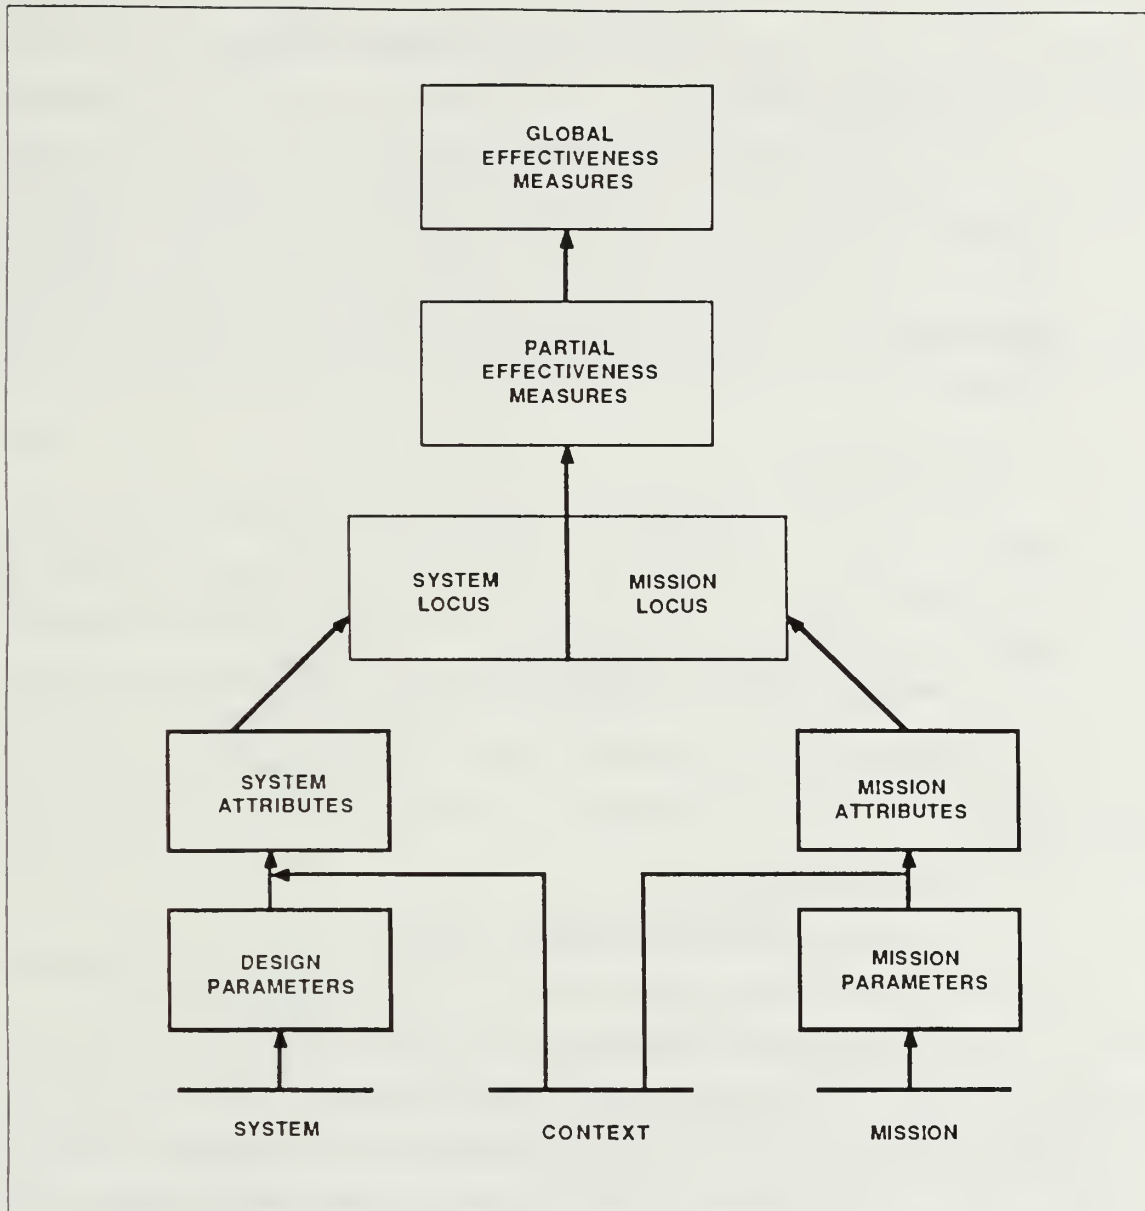 GLOBAL
EFFECTIVENESS
MEASURES
PARTIAL
EFFECTIVENESS
MEASURES
SYSTEM
LOCUS
MISSION
LOCUS
SYSTEM
ATTRIBUTES
MISSION
ATTRIBUTES
DESIGN
PARAMETERS
MISSION
PARAMETERS
SYSTEM
CONTEXT
MISSION